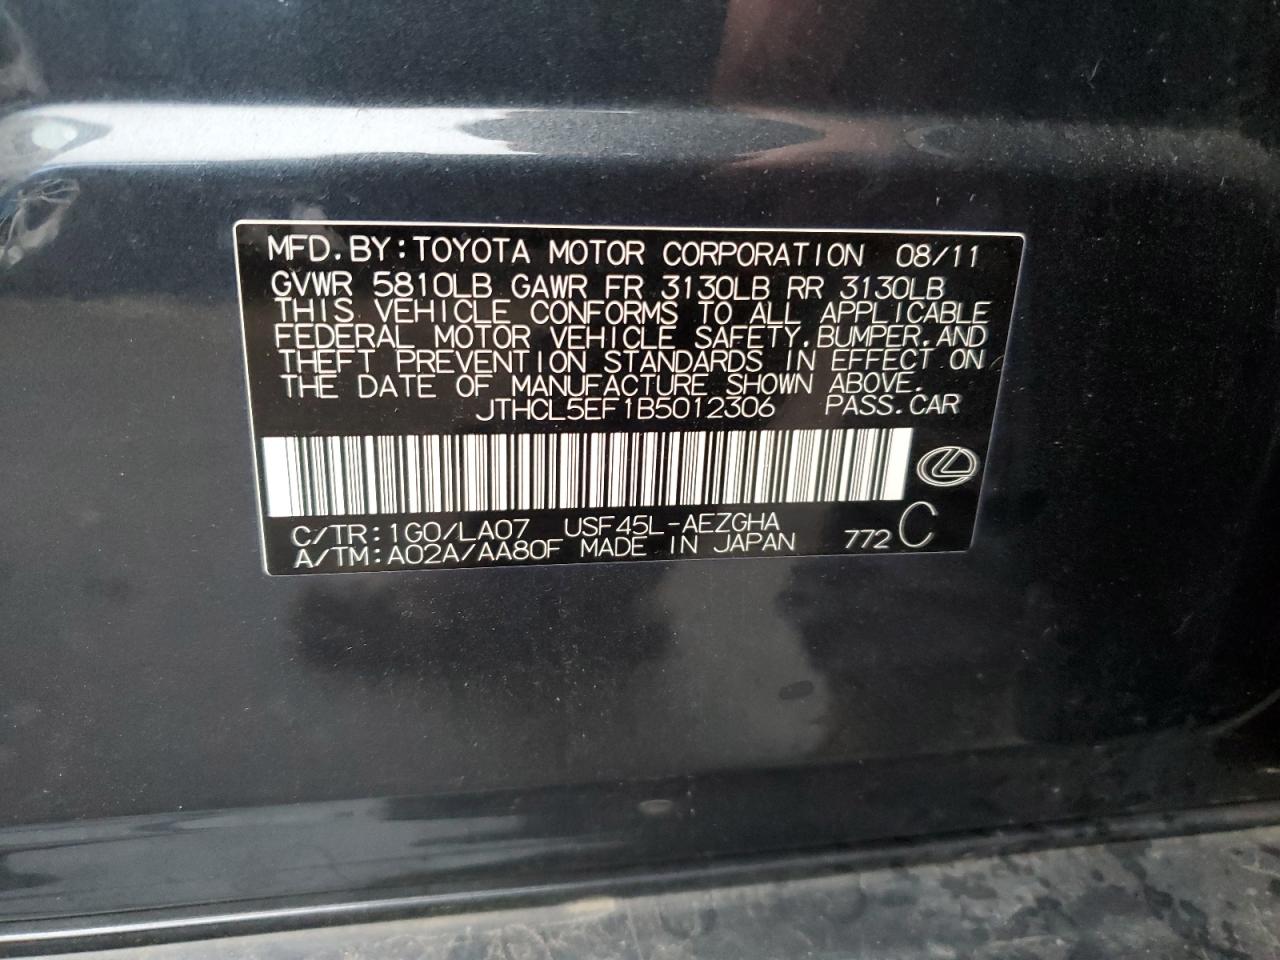 MFD.BY:TOYOTA MOTOR CORPORATION 08/11
GVWR 5810LB GAWR FR 3130LB RR 3130LB
THIS VEHICLE CONFORMS TO ALL APPLICABLE
FEDERAL MOTOR VEHICLE SAFETY,BUMPER,AND
THEFT PREVENTION STANDARDS IN EFFECT ON
THE DATE OF MANUFACTURE SHOWN ABOVE.
JTHCL5EF1B5012306 PASS.CAR
C/TR:1G0/LA07 USF45L-AEZGHA
A/TM:A02A/AA80F MADE IN JAPAN 772 C